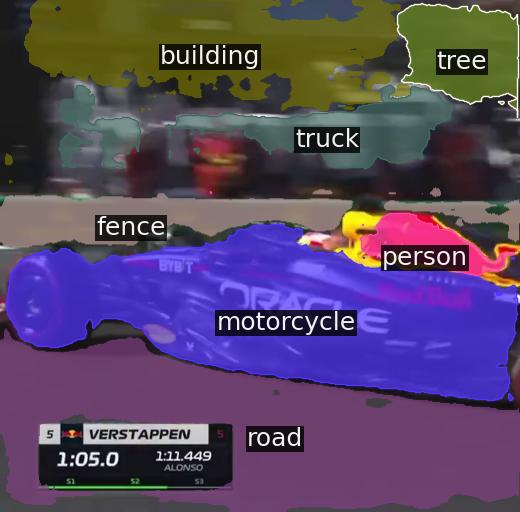 building
tree
truck
fence
person
BYBIT
ORACLE
Red Bull
motorcycle
road
5 VERSTAPPEN 5
1:05.0 1:11.449
ALONSO
S1 S2 S3